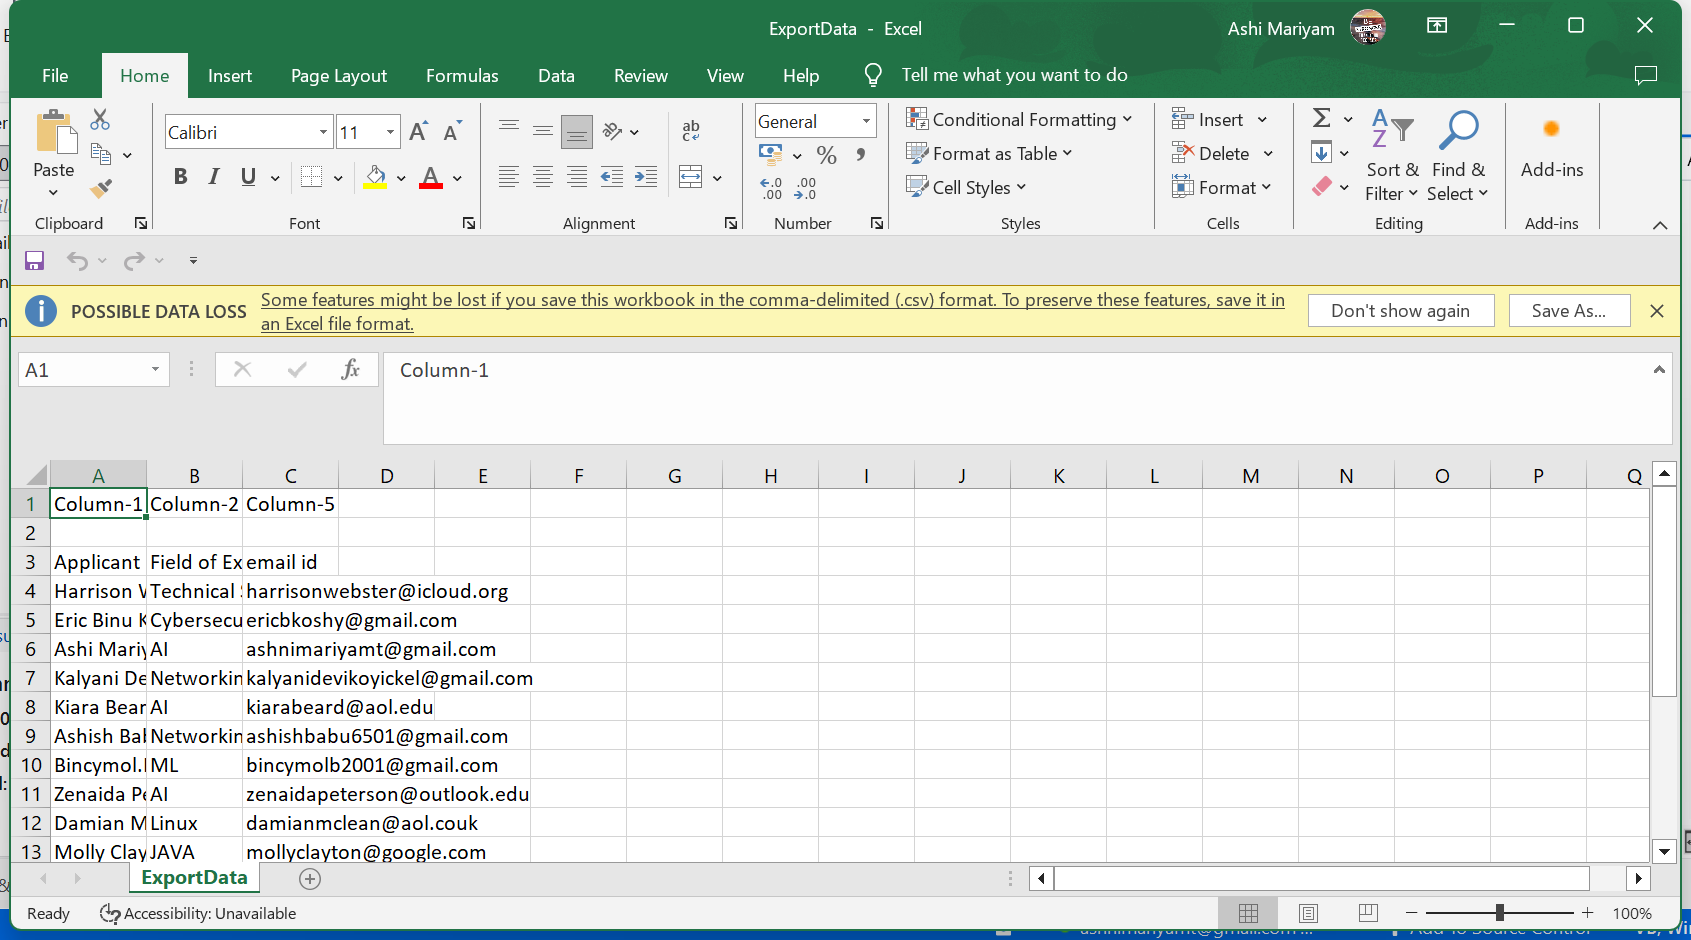 ExportData - Excel
Ashi Mariyam
File Home Insert Page Layout Formulas Data Review View Help Tell me what you want to do
Paste
Clipboard
Calibri 11
B I U
Font
ab
Alignment
General
% ,
Number
Conditional Formatting
Format as Table
Cell Styles
Styles
Insert
Delete
Format
Cells
Sort & Filter
Find & Select
Editing
Add-ins
Add-ins
POSSIBLE DATA LOSS
Some features might be lost if you save this workbook in the comma-delimited (.csv) format. To preserve these features, save it in
an Excel file format.
Don't show again
Save As...
A1
fx
Column-1
A B C D E F G H I J K L M N O P Q
1 Column-1 Column-2 Column-5
2
3 Applicant Field of Ex email id
4 Harrison W Technical S harrisonwebster@icloud.org
5 Eric Binu K Cybersecu ericbkoshy@gmail.com
6 Ashi Mariy AI ashnimariyamt@gmail.com
7 Kalyani De Networkin kalyanidevikoyickel@gmail.com
8 Kiara Bear AI kiarabeard@aol.edu
9 Ashish Bab Networkin ashishbabu6501@gmail.com
10 Bincymol. ML bincymolb2001@gmail.com
11 Zenaida Pe AI zenaidapeterson@outlook.edu
12 Damian M Linux damianmclean@aol.couk
13 Molly Clay JAVA mollyclayton@google.com
ExportData
Ready
Accessibility: Unavailable
100%